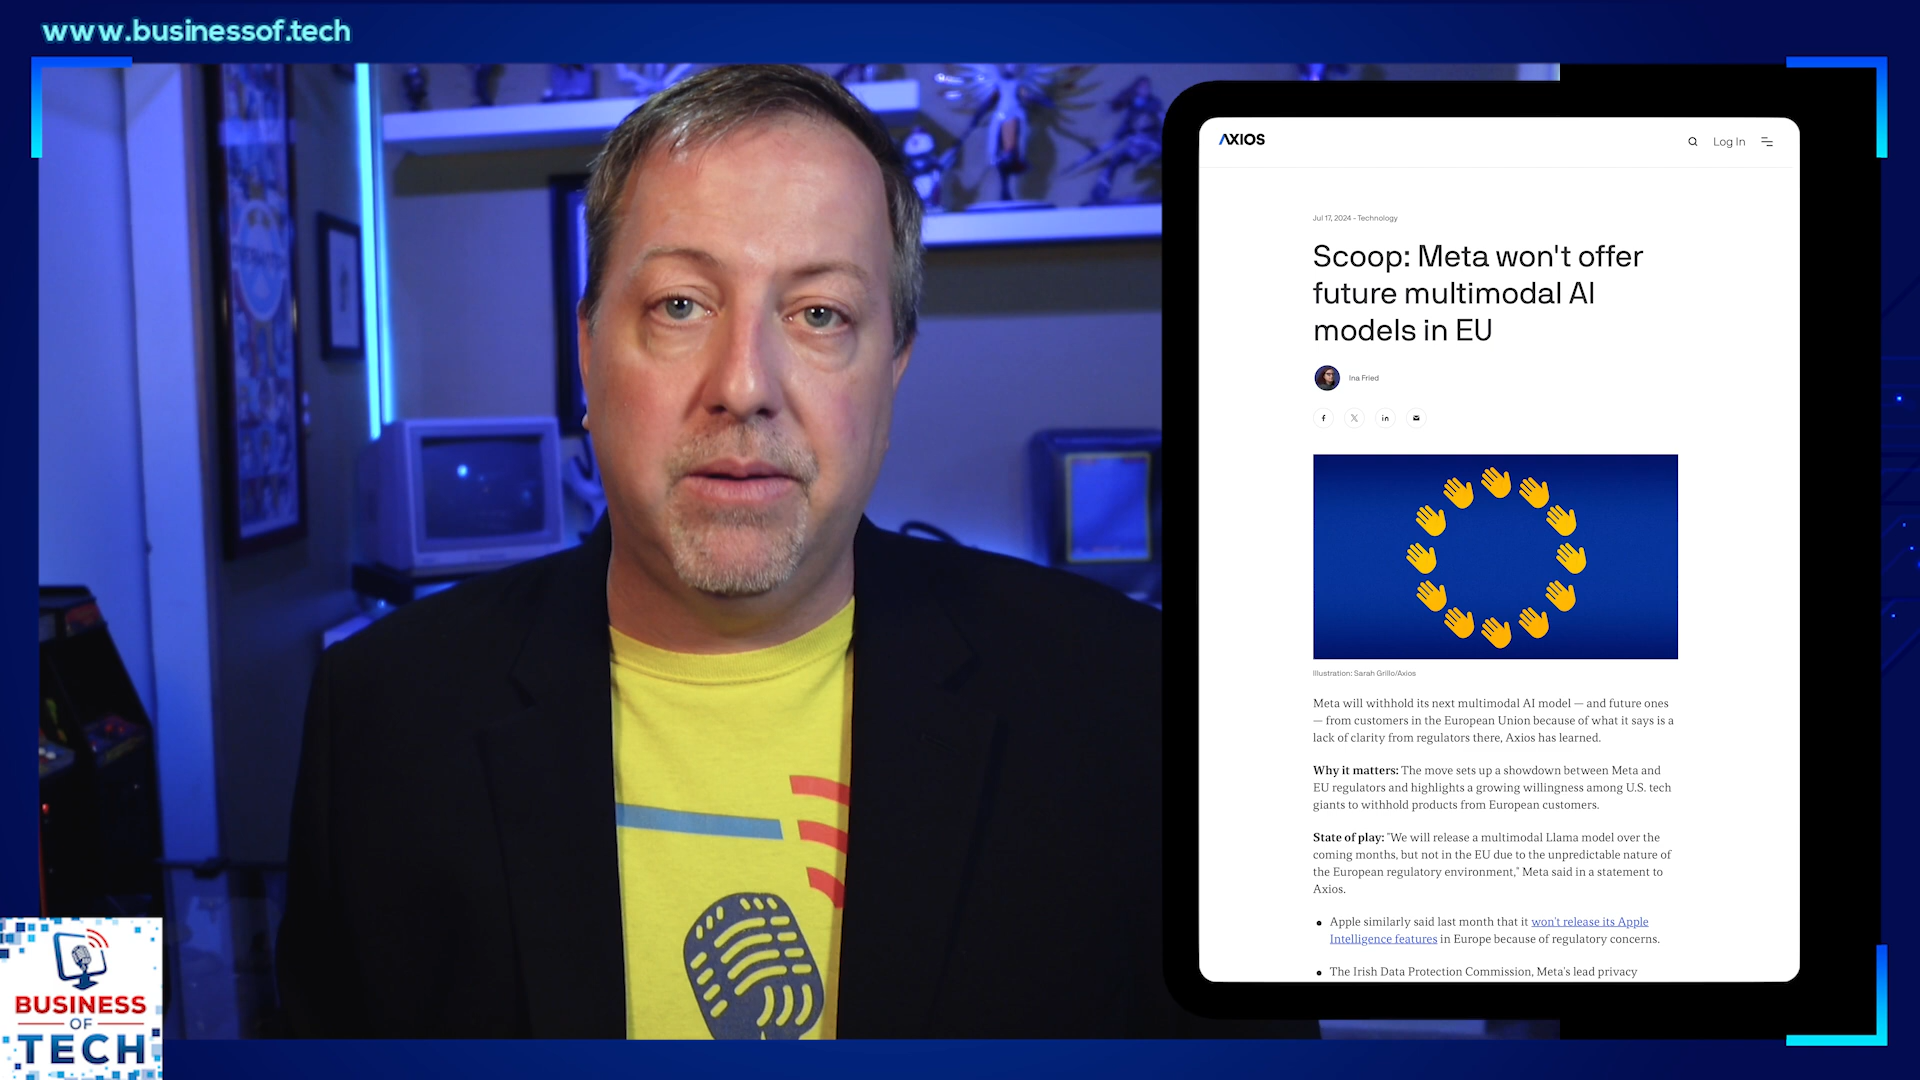 www.businessof.tech
AXIOS
Log In
Jul 17, 2024 - Technology
Scoop: Meta won't offer
future multimodal AI
models in EU
Ina Fried
Illustration: Sarah Grillo/Axios
Meta will withhold its next multimodal AI model — and future ones
— from customers in the European Union because of what it says is a
lack of clarity from regulators there, Axios has learned.
Why it matters: The move sets up a showdown between Meta and
EU regulators and highlights a growing willingness among U.S. tech
giants to withhold products from European customers.
State of play: "We will release a multimodal Llama model over the
coming months, but not in the EU due to the unpredictable nature of
the European regulatory environment," Meta said in a statement to
Axios.
• Apple similarly said last month that it won't release its Apple
Intelligence features in Europe because of regulatory concerns.
• The Irish Data Protection Commission, Meta's lead privacy
BUSINESS
OF
TECH